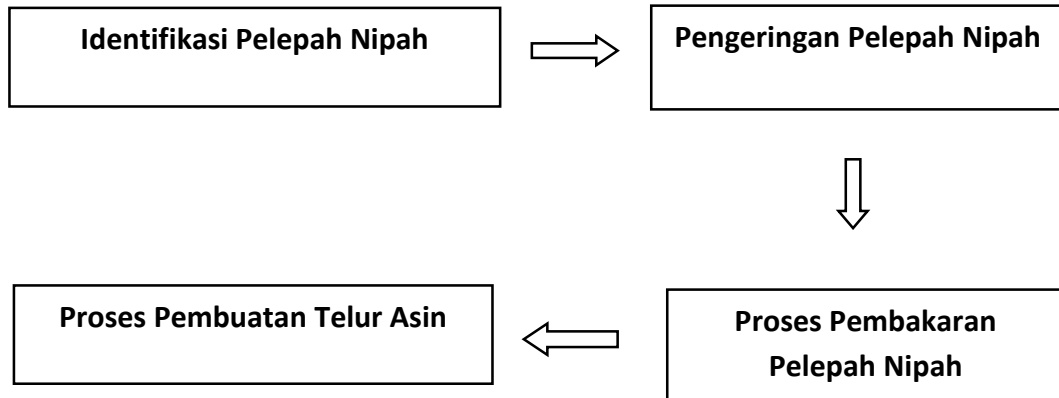 Identifikasi Pelepah Nipah
Pengeringan Pelepah Nipah
Proses Pembakaran
Pelepah Nipah
Proses Pembuatan Telur Asin